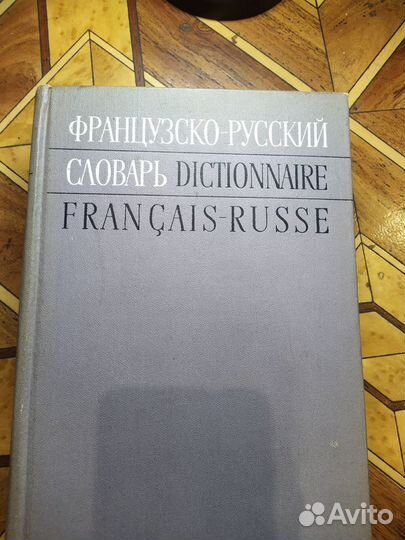 ФРАНЦУЗСКО-РУССКИЙ
СЛОВАРЬ DICTIONNAIRE
FRANÇAIS-RUSSE
Avito